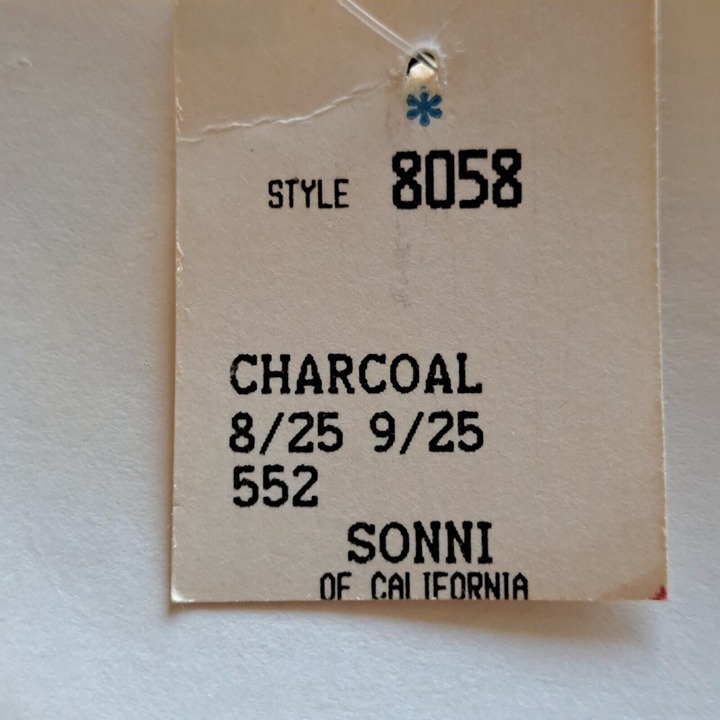 STYLE 8058
CHARCOAL
8/25 9/25
552
SONNI
OF CALIFORNIA